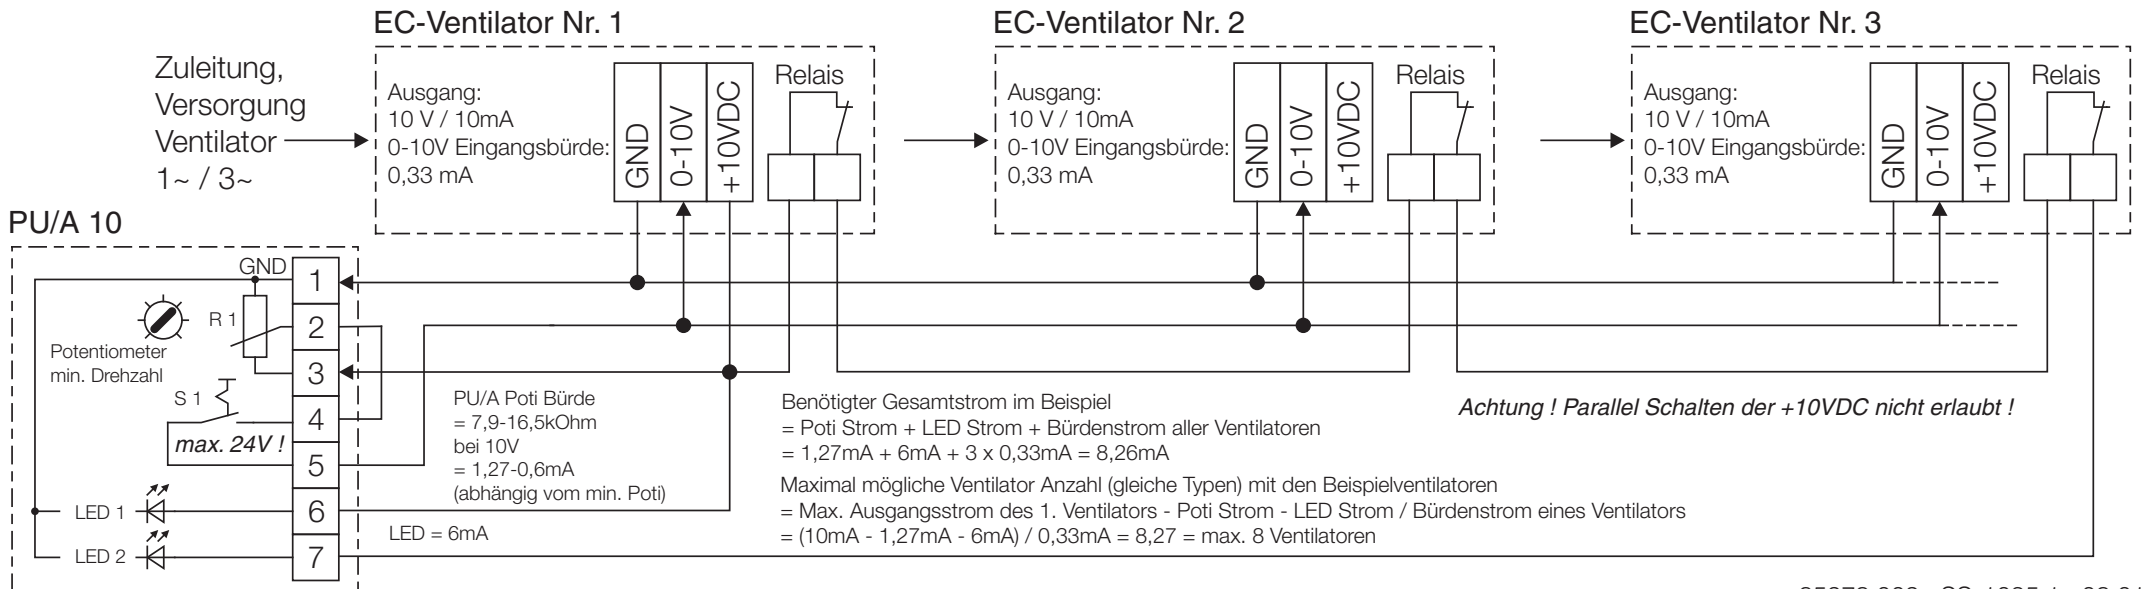 EC-Ventilator Nr. 1
EC-Ventilator Nr. 2
EC-Ventilator Nr. 3
Zuleitung,
Versorgung
Ventilator
1~ / 3~
Ausgang:
10 V / 10mA
0-10V Eingangsbürde:
0,33 mA
GND
0-10V
+10VDC
Relais
Ausgang:
10 V / 10mA
0-10V Eingangsbürde:
0,33 mA
GND
0-10V
+10VDC
Relais
Ausgang:
10 V / 10mA
0-10V Eingangsbürde:
0,33 mA
GND
0-10V
+10VDC
Relais
PU/A 10
GND
1
R 1
2
Potentiometer
min. Drehzahl
3
S 1
4
max. 24V !
5
LED 1
6
LED 2
7
PU/A Poti Bürde
= 7,9-16,5kOhm
bei 10V
= 1,27-0,6mA
(abhängig vom min. Poti)
LED = 6mA
Benötigter Gesamtstrom im Beispiel
= Poti Strom + LED Strom + Bürdenstrom aller Ventilatoren
= 1,27mA + 6mA + 3 x 0,33mA = 8,26mA
Maximal mögliche Ventilator Anzahl (gleiche Typen) mit den Beispielventilatoren
= Max. Ausgangsstrom des 1. Ventilators - Poti Strom - LED Strom / Bürdenstrom eines Ventilators
= (10mA - 1,27mA - 6mA) / 0,33mA = 8,27 = max. 8 Ventilatoren
Achtung ! Parallel Schalten der +10VDC nicht erlaubt !